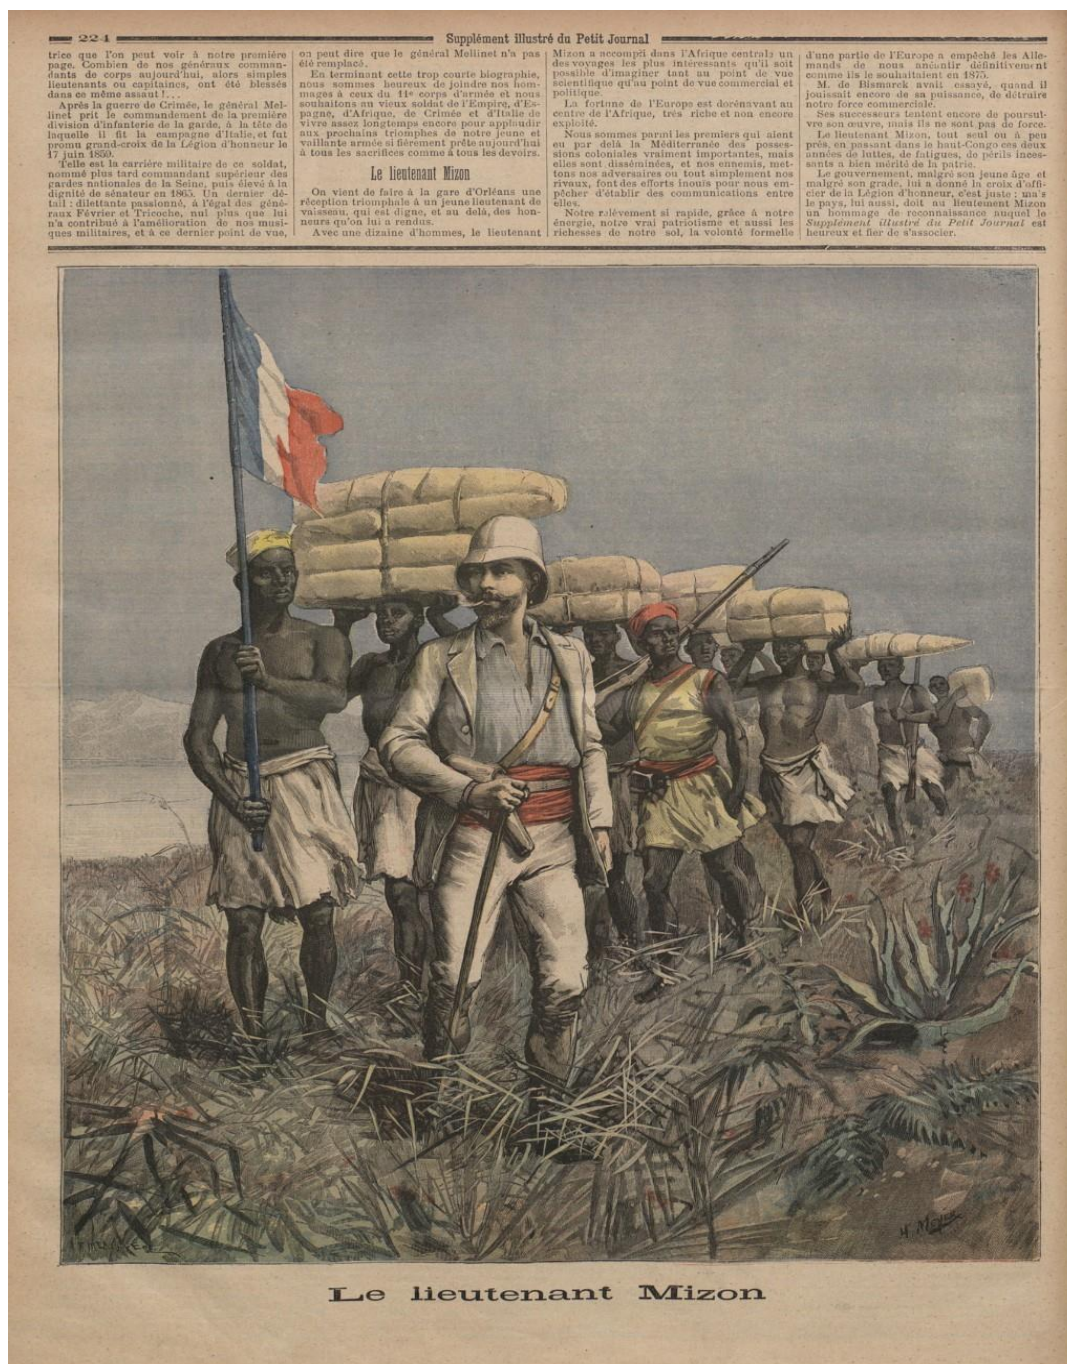 224
Supplément illustré du Petit Journal
trice que l'on peut voir à notre première
page. Combien de nos généraux comman-
dants de corps aujourd'hui, alors simples
lieutenants ou capitaines, ont été blessés
dans ce même assaut !...
Après la guerre de Crimée, le général Mel-
linet prit le commandement de la première
division d'infanterie de la garde, à la tête de
laquelle il fit la campagne d'Italie, et fut
promu grand-croix de la Légion d'honneur le
17 juin 1859.
Telle est la carrière militaire de ce soldat,
nommé plus tard commandant supérieur des
gardes nationales de la Seine, puis élevé à la
dignité de sénateur en 1865. Un dernier dé-
tail : dilettante passionné, à l'égal des géné-
raux Février et Tricoche, nul plus que lui
n'a contribué à l'amélioration de nos musi-
ques militaires, et à ce dernier point de vue,
on peut dire que le général Mellinet n'a pas
été remplacé.
En terminant cette trop courte biographie,
nous sommes heureux de joindre nos hom-
mages à ceux du 11e corps d'armée et nous
souhaitons au vieux soldat de l'Empire, d'Es-
pagne, d'Afrique, de Crimée et d'Italie de
vivre assez longtemps encore pour applaudir
aux prochains triomphes de notre jeune et
vaillante armée si fièrement prête aujourd'hui
à tous les sacrifices comme à tous les devoirs.
Le lieutenant Mizon
On vient de faire à la gare d'Orléans une
réception triomphale à un jeune lieutenant de
vaisseau, qui est digne, et au delà, des hon-
neurs qu'on lui a rendus.
Avec une dizaine d'hommes, le lieutenant
Mizon a accompli dans l'Afrique centrale un
des voyages les plus intéressants qu'il soit
possible d'imaginer tant au point de vue
scientifique qu'au point de vue commercial et
politique.
La fortune de l'Europe est dorénavant au
centre de l'Afrique, très riche et non encore
exploité.
Nous sommes parmi les premiers qui aient
eu par delà la Méditerranée des posses-
sions coloniales vraiment importantes, mais
elles sont disséminées, et nos ennemis, met-
tons nos adversaires ou tout simplement nos
rivaux, font des efforts inouïs pour nous em-
pêcher d'établir des communications entre
elles.
Notre relèvement si rapide, grâce à notre
énergie, notre vrai patriotisme et aussi les
richesses de notre sol, la volonté formelle
d'une partie de l'Europe a empêché les Alle-
mands de nous anéantir définitivement
comme ils le souhaitaient en 1875.
M. de Bismarck avait essayé, quand il
jouissait encore de sa puissance, de détruire
notre force commerciale.
Ses successeurs tentent encore de poursui-
vre son œuvre, mais ils ne sont pas de force.
Le lieutenant Mizon, tout seul ou à peu
près, en passant dans le haut-Congo ces deux
années de luttes, de fatigues, de périls inces-
sants a bien mérité de la patrie.
Le gouvernement, malgré son jeune âge et
malgré son grade, lui a donné la croix d'offi-
cier de la Légion d'honneur, c'est juste ; mais
le pays, lui aussi, doit au lieutenant Mizon
un hommage de reconnaissance auquel le
Supplément illustré du Petit Journal est
heureux et fier de s'associer.
H. Meyer
Le lieutenant Mizon